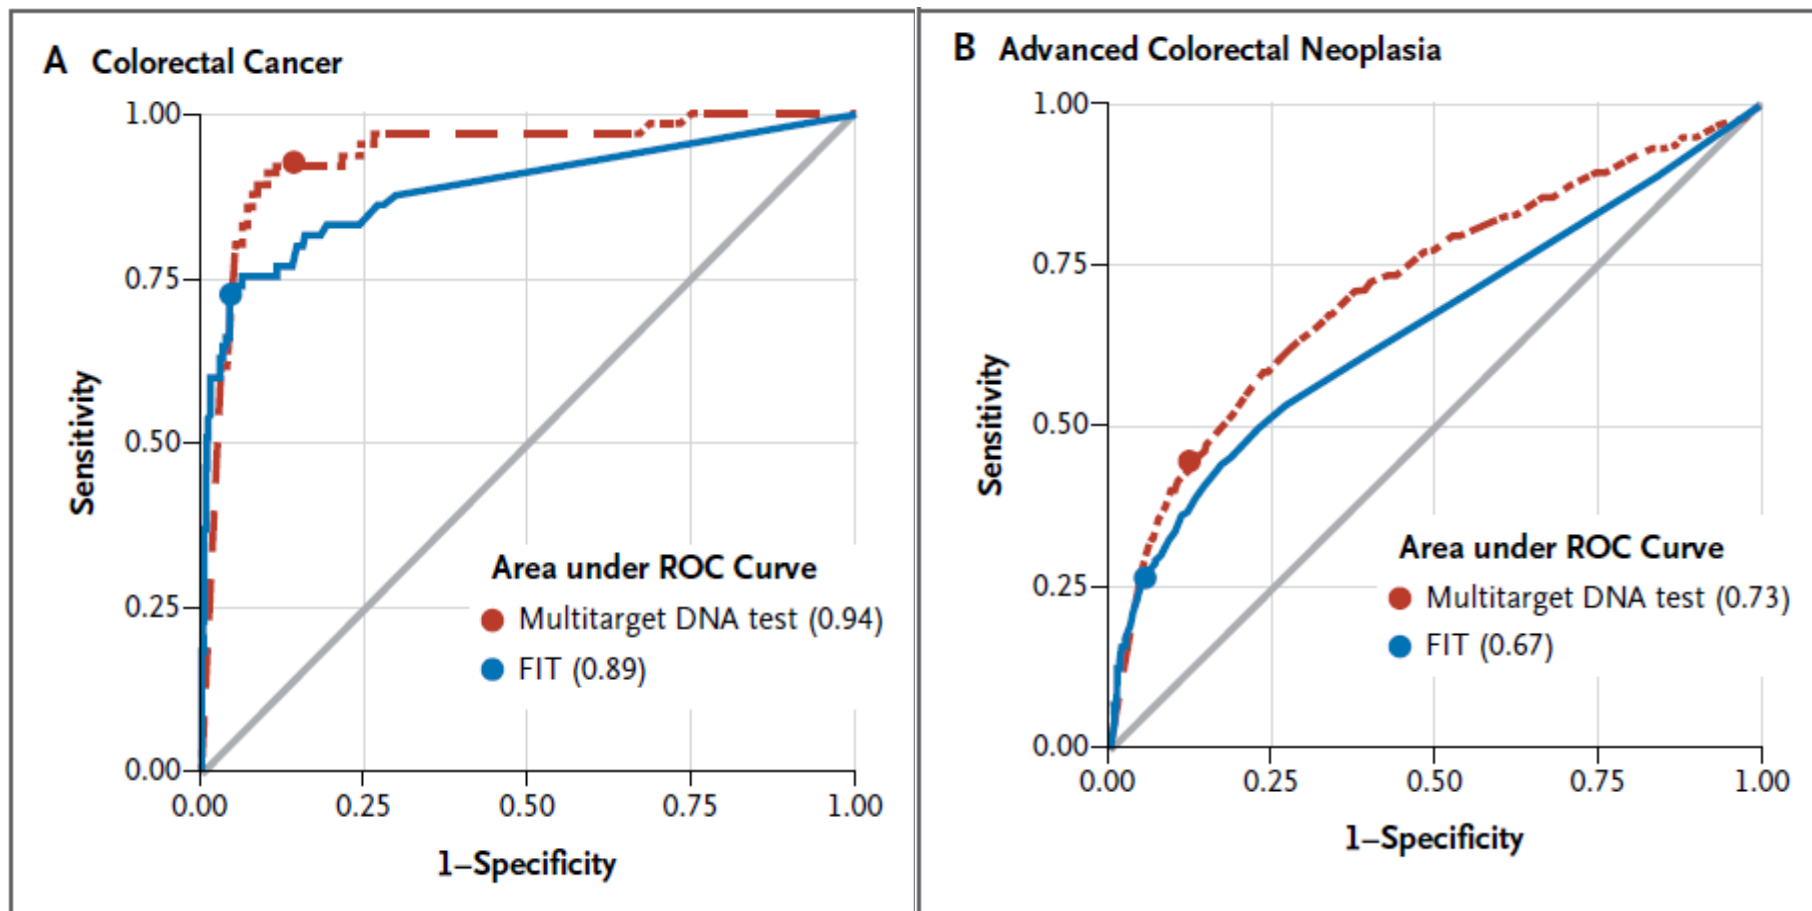 A Colorectal Cancer
1.00
0.75
0.50
0.25
0.00
Sensitivity
0.00 0.25 0.50 0.75 1.00
1–Specificity
Area under ROC Curve
Multitarget DNA test (0.94)
FIT (0.89)
B Advanced Colorectal Neoplasia
1.00
0.75
0.50
0.25
0.00
Sensitivity
0.00 0.25 0.50 0.75 1.00
1–Specificity
Area under ROC Curve
Multitarget DNA test (0.73)
FIT (0.67)